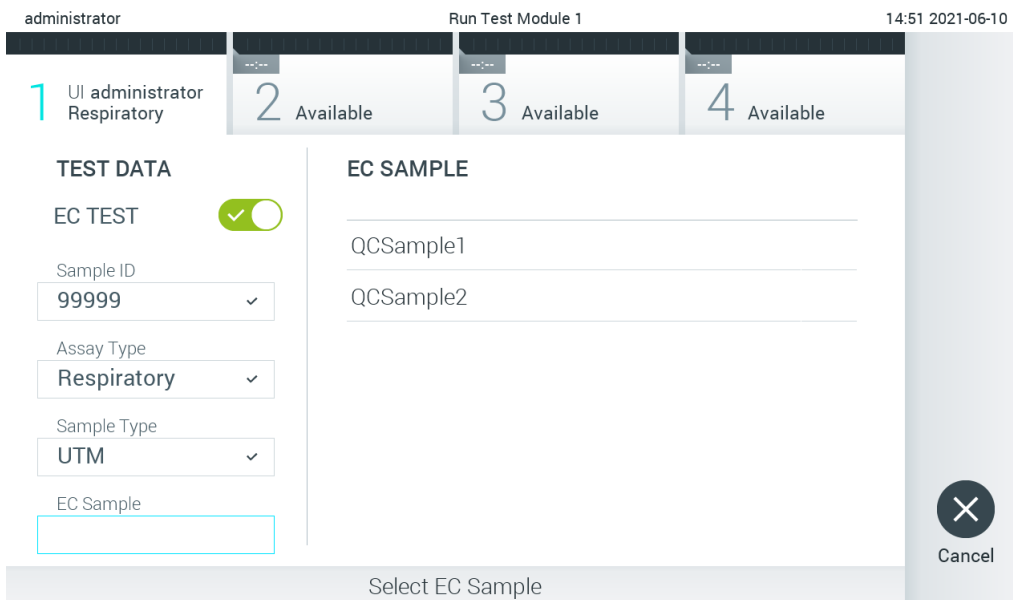 administrator Run Test Module 1 14:51 2021-06-10
--:-- --:-- --:--
1 UI administrator
Respiratory
2 Available
3 Available
4 Available
TEST DATA
EC TEST
Sample ID
99999
Assay Type
Respiratory
Sample Type
UTM
EC Sample
EC SAMPLE
QCSample1
QCSample2
Cancel
Select EC Sample